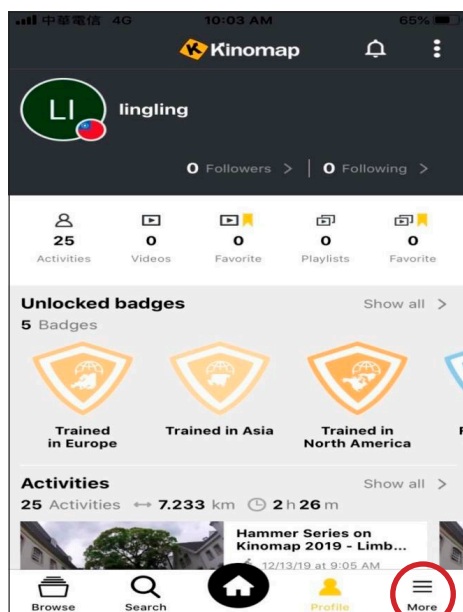 中華電信 4G 10:03 AM 65%
Kinomap
LI lingling
0 Followers > | 0 Following >
25 0 0 0 0
Activities Videos Favorite Playlists Favorite
Unlocked badges Show all >
5 Badges
Trained in Europe
Trained in Asia
Trained in North America
Activities Show all >
25 Activities ↔ 7.233 km 2 h 26 m
Hammer Series on
Kinomap 2019 - Limb...
12/13/19 at 9:05 AM
Browse Search Profile More